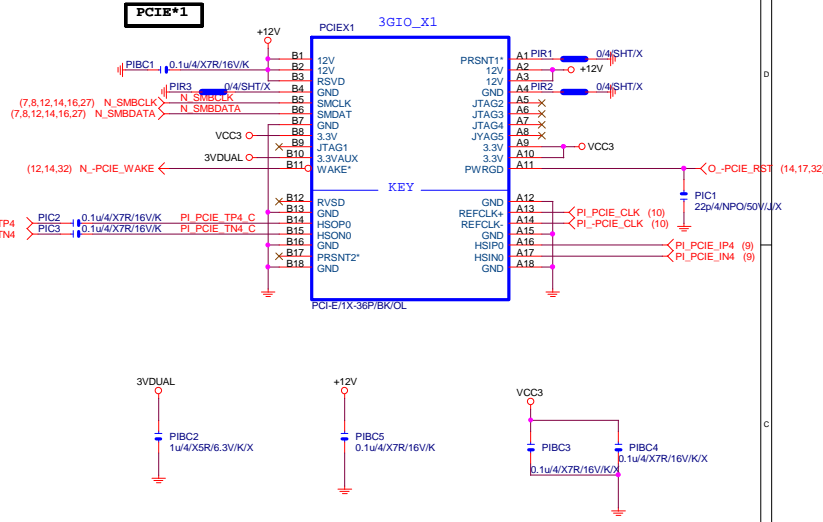 PCIE*1
3GIO_X1
PCIEX1
+12V
PIBC1 0.1u/4/X7R/16V/K
PIR3 0/4/SHT/X
(7,8,12,14,16,27) N_SMBCLK N_SMBCLK
(7,8,12,14,16,27) N_SMBDATA N_SMBDATA
VCC3
3VDUAL
(12,14,32) N_-PCIE_WAKE
TP4 PIC2 0.1u/4/X7R/16V/K PI_PCIE_TP4_C
TN4 PIC3 0.1u/4/X7R/16V/K PI_PCIE_TN4_C
B1 12V
B2 12V
B3 RSVD
B4 GND
B5 SMCLK
B6 SMDAT
B7 GND
B8 3.3V
B9 JTAG1
B10 3.3VAUX
B11 WAKE*
KEY
B12 RVSD
B13 GND
B14 HSOP0
B15 HSON0
B16 GND
B17 PRSNT2*
B18 GND
PRSNT1* A1
12V A2
12V A3
GND A4
JTAG2 A5
JTAG3 A6
JTAG4 A7
JYAG5 A8
3.3V A9
3.3V A10
PWRGD A11
GND A12
REFCLK+ A13
REFCLK- A14
GND A15
HSIP0 A16
HSIN0 A17
GND A18
PIR1 0/4/SHT/X
+12V
PIR2 0/4/SHT/X
VCC3
O_-PCIE_RST (14,17,32)
PIC1
22p/4/NPO/50V/J/X
PI_PCIE_CLK (10)
PI_-PCIE_CLK (10)
PI_PCIE_IP4 (9)
PI_PCIE_IN4 (9)
PCI-E/1X-36P/BK/OL
D
C
3VDUAL
PIBC2
1u/4/X5R/6.3V/K/X
+12V
PIBC5
0.1u/4/X7R/16V/K
VCC3
PIBC3
0.1u/4/X7R/16V/K/X
PIBC4
0.1u/4/X7R/16V/K/X